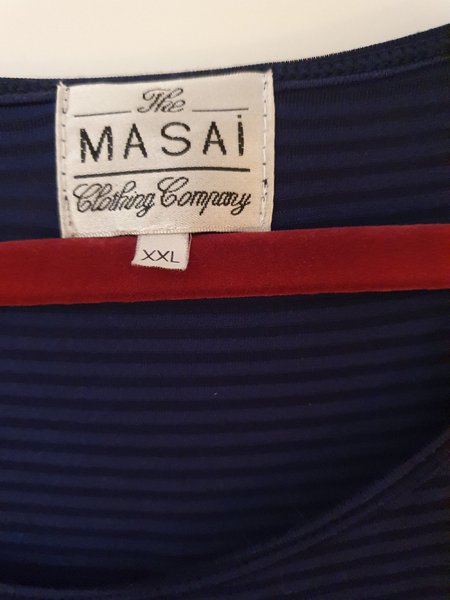 The
MASAi
Clothing Company
XXL